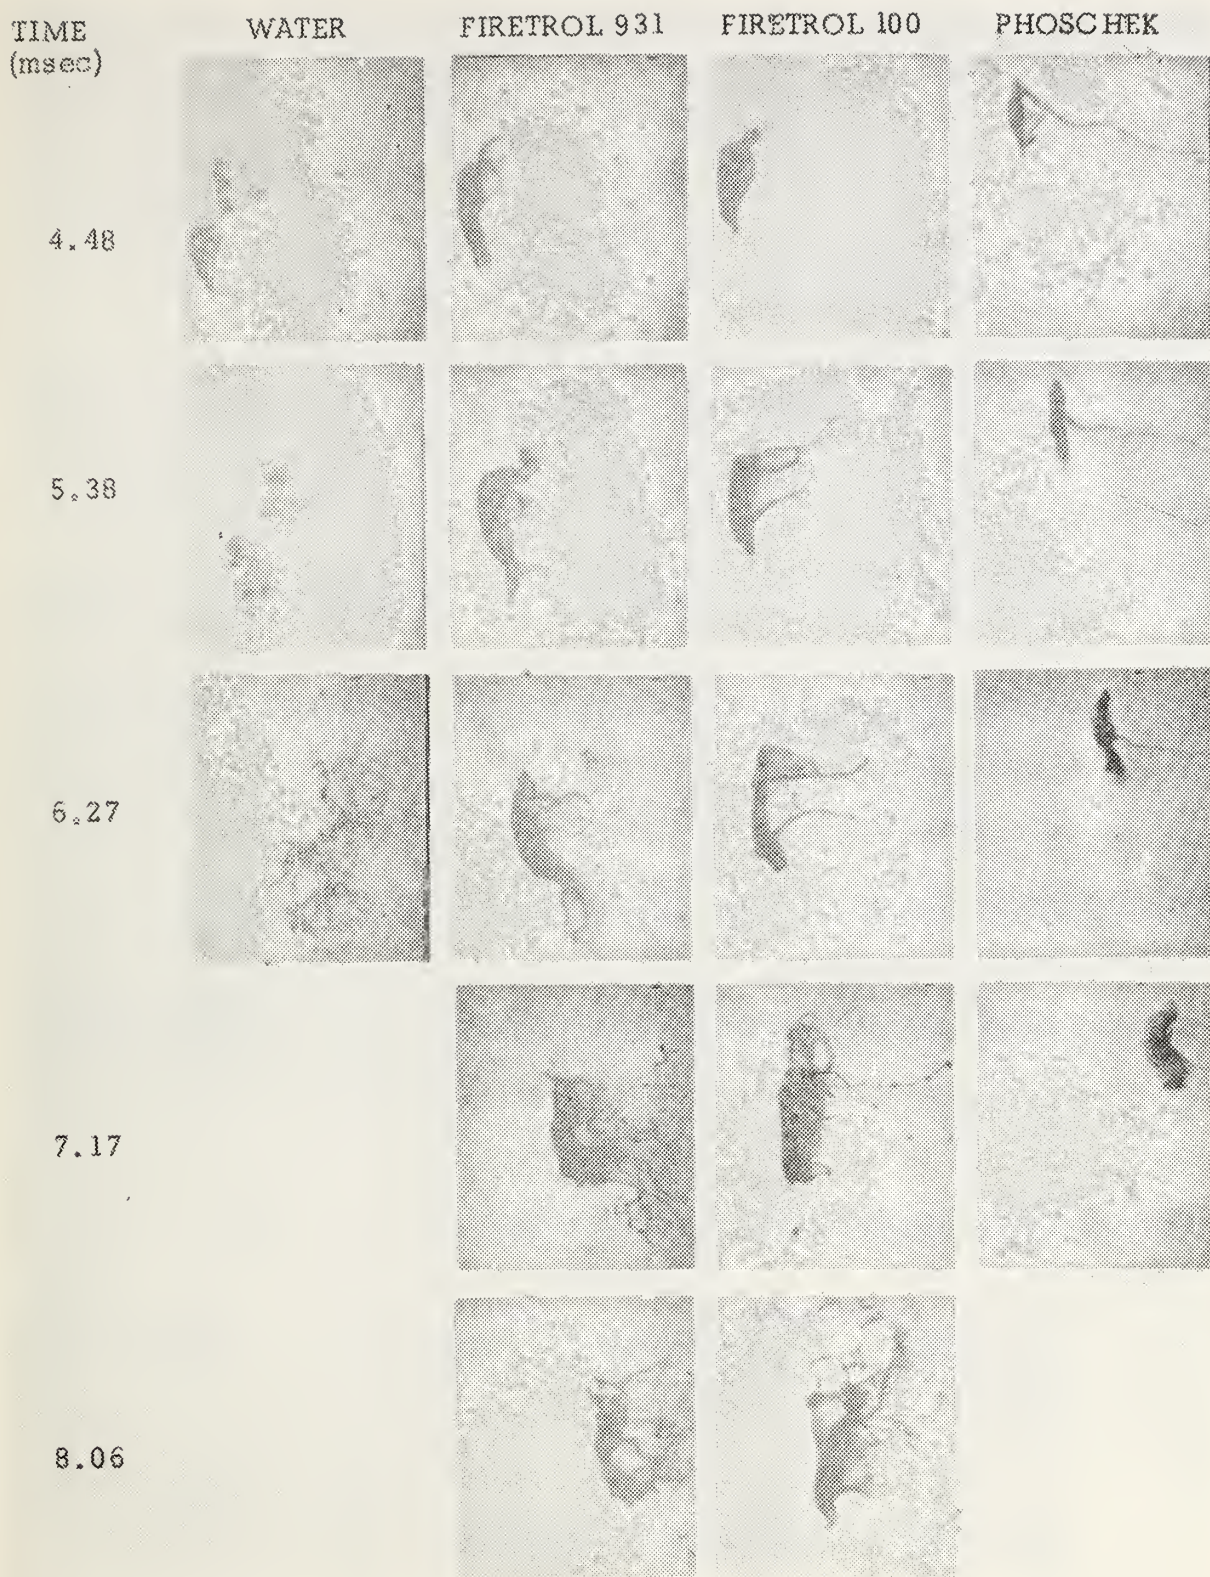 TIME WATER FIRETROL 931 FIRETROL 100 PHOSCHEK
(msec)
4.48
5.38
6.27
7.17
8.06